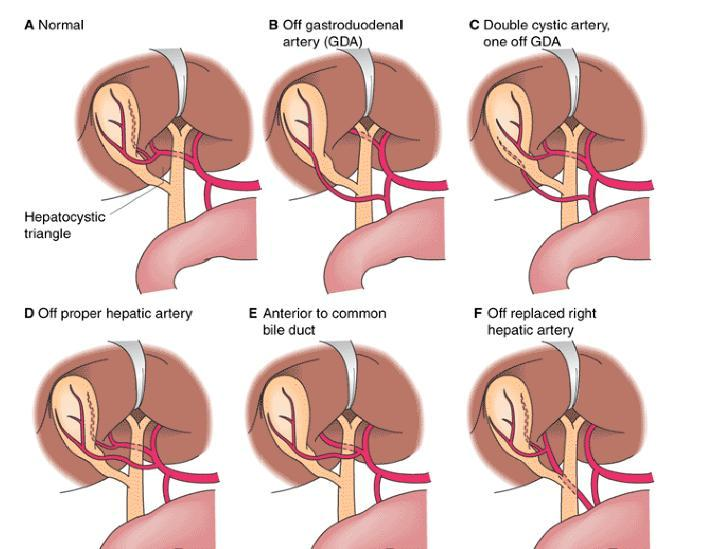 A Normal
B Off gastroduodenal
artery (GDA)
C Double cystic artery,
one off GDA
Hepatocystic
triangle
D Off proper hepatic artery
E Anterior to common
bile duct
F Off replaced right
hepatic artery